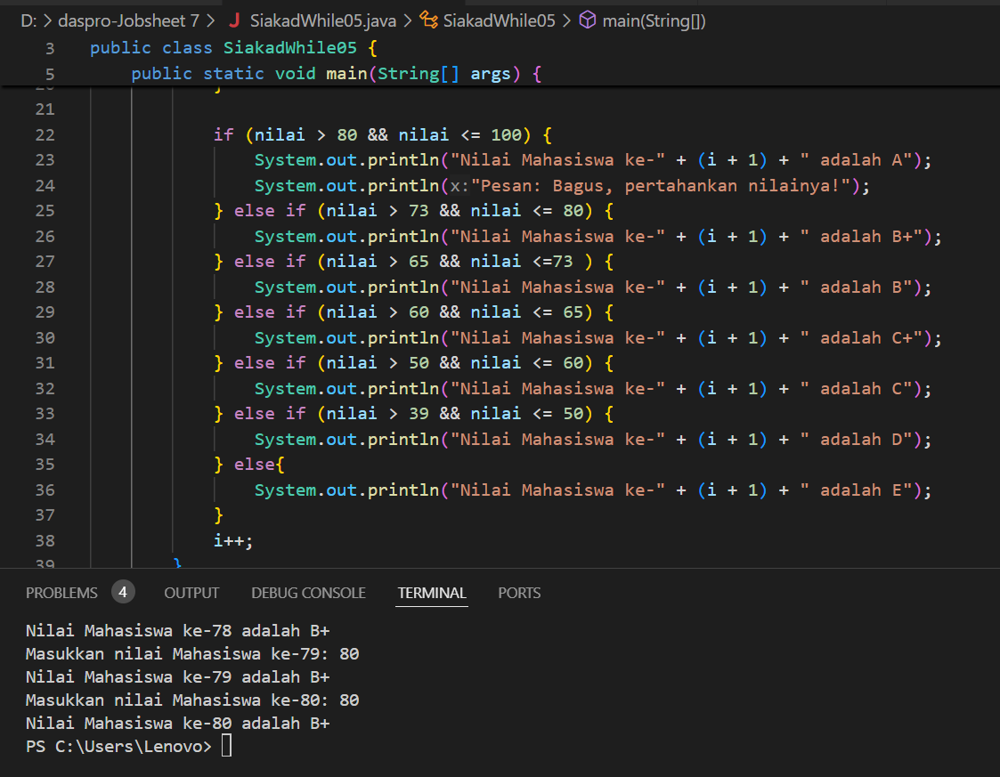 D: > daspro-Jobsheet 7 > J SiakadWhile05.java > SiakadWhile05 > main(String[])
3 public class SiakadWhile05 {
5 public static void main(String[] args) {
20 }
21
22 if (nilai > 80 && nilai <= 100) {
23 System.out.println("Nilai Mahasiswa ke-" + (i + 1) + " adalah A");
24 System.out.println(x:"Pesan: Bagus, pertahankan nilainya!");
25 } else if (nilai > 73 && nilai <= 80) {
26 System.out.println("Nilai Mahasiswa ke-" + (i + 1) + " adalah B+");
27 } else if (nilai > 65 && nilai <=73 ) {
28 System.out.println("Nilai Mahasiswa ke-" + (i + 1) + " adalah B");
29 } else if (nilai > 60 && nilai <= 65) {
30 System.out.println("Nilai Mahasiswa ke-" + (i + 1) + " adalah C+");
31 } else if (nilai > 50 && nilai <= 60) {
32 System.out.println("Nilai Mahasiswa ke-" + (i + 1) + " adalah C");
33 } else if (nilai > 39 && nilai <= 50) {
34 System.out.println("Nilai Mahasiswa ke-" + (i + 1) + " adalah D");
35 } else{
36 System.out.println("Nilai Mahasiswa ke-" + (i + 1) + " adalah E");
37 }
38 i++;
39 }
PROBLEMS 4 OUTPUT DEBUG CONSOLE TERMINAL PORTS
Nilai Mahasiswa ke-78 adalah B+
Masukkan nilai Mahasiswa ke-79: 80
Nilai Mahasiswa ke-79 adalah B+
Masukkan nilai Mahasiswa ke-80: 80
Nilai Mahasiswa ke-80 adalah B+
PS C:\Users\Lenovo>